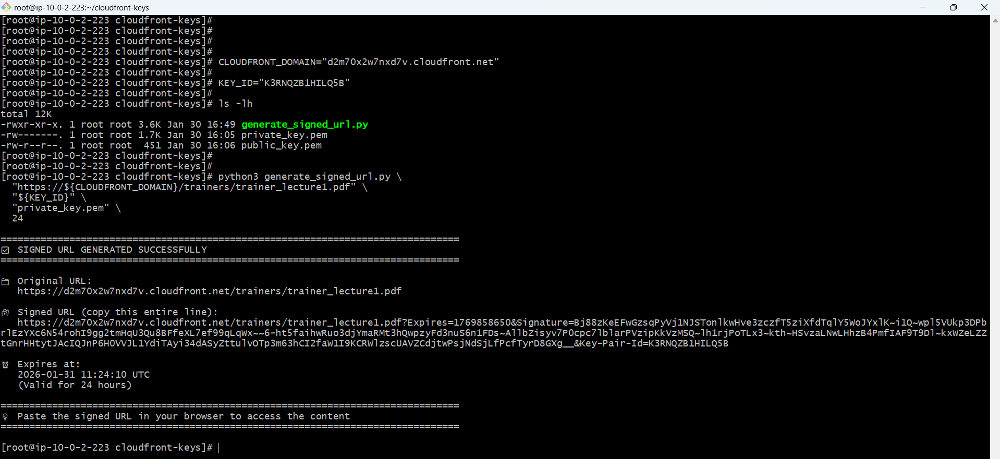 root@ip-10-0-2-223:~/cloudfront-keys
[root@ip-10-0-2-223 cloudfront-keys]#
[root@ip-10-0-2-223 cloudfront-keys]#
[root@ip-10-0-2-223 cloudfront-keys]#
[root@ip-10-0-2-223 cloudfront-keys]#
[root@ip-10-0-2-223 cloudfront-keys]# CLOUDFRONT_DOMAIN="d2m70x2w7nxd7v.cloudfront.net"
[root@ip-10-0-2-223 cloudfront-keys]#
[root@ip-10-0-2-223 cloudfront-keys]# KEY_ID="K3RNQZB1HILQ5B"
[root@ip-10-0-2-223 cloudfront-keys]#
[root@ip-10-0-2-223 cloudfront-keys]# ls -lh
total 12K
-rwxr-xr-x. 1 root root 3.6K Jan 30 16:49 generate_signed_url.py
-rw-------. 1 root root 1.7K Jan 30 16:05 private_key.pem
-rw-r--r--. 1 root root  451 Jan 30 16:06 public_key.pem
[root@ip-10-0-2-223 cloudfront-keys]#
[root@ip-10-0-2-223 cloudfront-keys]#
[root@ip-10-0-2-223 cloudfront-keys]# python3 generate_signed_url.py \
  "https://${CLOUDFRONT_DOMAIN}/trainers/trainer_lecture1.pdf" \
  "${KEY_ID}" \
  "private_key.pem" \
  24
================================================================================
SIGNED URL GENERATED SUCCESSFULLY
================================================================================
Original URL:
https://d2m70x2w7nxd7v.cloudfront.net/trainers/trainer_lecture1.pdf
Signed URL (copy this entire line):
https://d2m70x2w7nxd7v.cloudfront.net/trainers/trainer_lecture1.pdf?Expires=1769858650&Signature=Bj88zKeEFwGzsqPyVj1NJSTonlkwHve3zczfT5ziXfdTqlY5WoJYxlK~i1Q~wpl5VUkp3DPb
rlEzYXc6N54rohI9gg2tmHqU3Qu8BFfeXL7ef99qLqWx~~6-ht5faihwRuo3djYmaRMt3hQwpzyFd3nuS6n1FDs~AllbZisyv7P0cpc7lblarPVzipKkVzMSQ~lh1rjPoTLx3~kth~HSvzaLNwLHhzB4PmfIAF9T9Dl~kxWZeLZZ
tGnrHHtytJAcIQJnP6H0VVJL1YdiTAyi34dASyZttulvOTp3m63hCI2faW1I9KCRWlzscUAVZCdjtwPsjNdSjLfPcfTyrD8GXg__&Key-Pair-Id=K3RNQZB1HILQ5B
Expires at:
2026-01-31 11:24:10 UTC
(Valid for 24 hours)
================================================================================
Paste the signed URL in your browser to access the content
================================================================================
[root@ip-10-0-2-223 cloudfront-keys]#